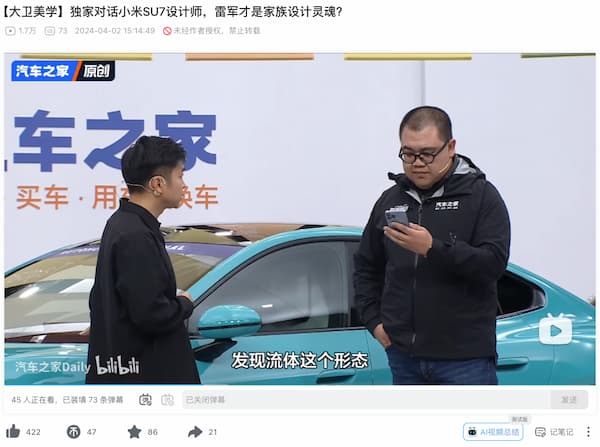 【大卫美学】独家对话小米SU7设计师，雷军才是家族设计灵魂?
1.7万 73 2024-04-02 15:14:49 未经作者授权，禁止转载
汽车之家 原创
车之家
买车·用车·换车
汽车之家
发现流体这个形态
汽车之家Daily bilibili
45 人正在看，已装填 73 条弹幕 已关闭弹幕 发送
测试版
422 47 86 21 AI视频总结 记笔记